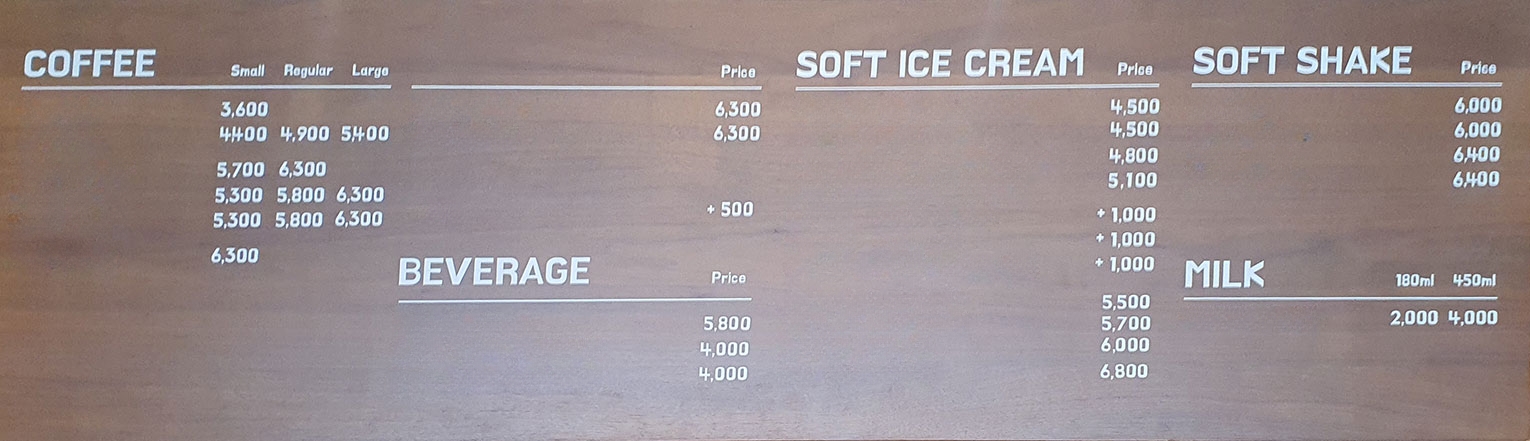 COFFEE Small Regular Large
3,600
4,400 4,900 5,400
5,700 6,300
5,300 5,800 6,300
5,300 5,800 6,300
6,300
Price
6,300
6,300
+ 500
BEVERAGE Price
5,800
4,000
4,000
SOFT ICE CREAM Price
4,500
4,500
4,800
5,100
+ 1,000
+ 1,000
+ 1,000
5,500
5,700
6,000
6,800
SOFT SHAKE Price
6,000
6,000
6,400
6,400
MILK 180ml 450ml
2,000 4,000